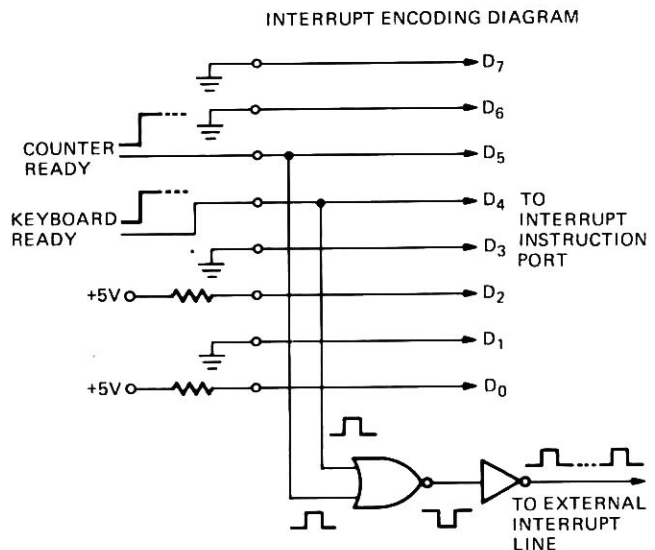 INTERRUPT ENCODING DIAGRAM
D7
D6
COUNTER
READY
D5
D4
KEYBOARD
READY
TO
INTERRUPT
INSTRUCTION
PORT
D3
+5V
D2
D1
+5V
D0
TO EXTERNAL
INTERRUPT
LINE